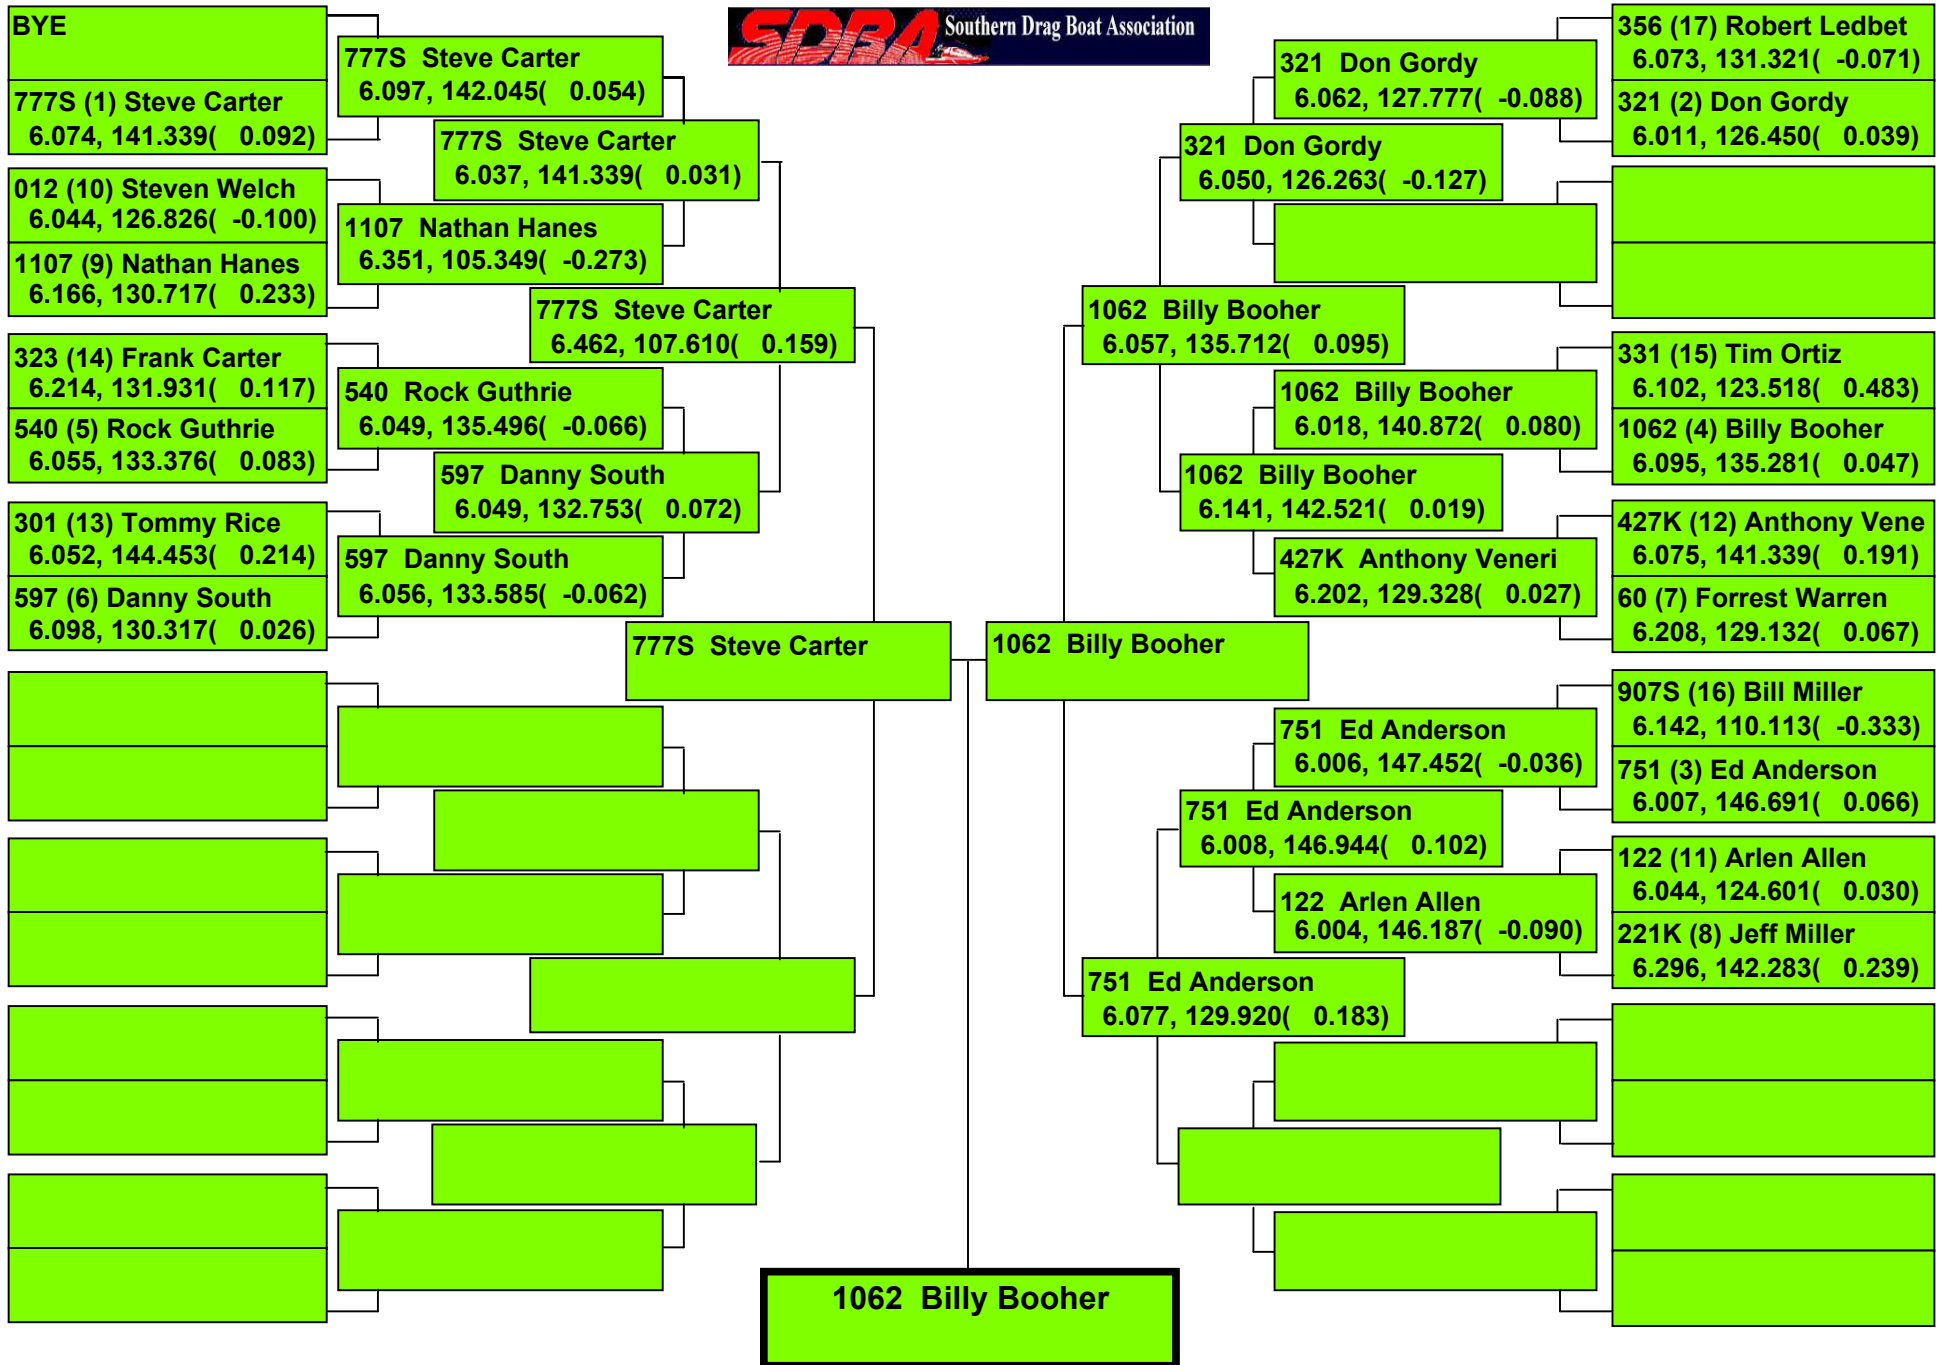 SDBA Southern Drag Boat Association
BYE
777S (1) Steve Carter
6.074, 141.339( 0.092)
012 (10) Steven Welch
6.044, 126.826( -0.100)
1107 (9) Nathan Hanes
6.166, 130.717( 0.233)
323 (14) Frank Carter
6.214, 131.931( 0.117)
540 (5) Rock Guthrie
6.055, 133.376( 0.083)
301 (13) Tommy Rice
6.052, 144.453( 0.214)
597 (6) Danny South
6.098, 130.317( 0.026)
777S Steve Carter
6.097, 142.045( 0.054)
1107 Nathan Hanes
6.351, 105.349( -0.273)
540 Rock Guthrie
6.049, 135.496( -0.066)
597 Danny South
6.056, 133.585( -0.062)
777S Steve Carter
6.037, 141.339( 0.031)
597 Danny South
6.049, 132.753( 0.072)
777S Steve Carter
6.462, 107.610( 0.159)
777S Steve Carter
1062 Billy Booher
1062 Billy Booher
6.057, 135.712( 0.095)
751 Ed Anderson
6.077, 129.920( 0.183)
321 Don Gordy
6.050, 126.263( -0.127)
1062 Billy Booher
6.141, 142.521( 0.019)
751 Ed Anderson
6.008, 146.944( 0.102)
321 Don Gordy
6.062, 127.777( -0.088)
1062 Billy Booher
6.018, 140.872( 0.080)
427K Anthony Veneri
6.202, 129.328( 0.027)
751 Ed Anderson
6.006, 147.452( -0.036)
122 Arlen Allen
6.004, 146.187( -0.090)
356 (17) Robert Ledbet
6.073, 131.321( -0.071)
321 (2) Don Gordy
6.011, 126.450( 0.039)
331 (15) Tim Ortiz
6.102, 123.518( 0.483)
1062 (4) Billy Booher
6.095, 135.281( 0.047)
427K (12) Anthony Vene
6.075, 141.339( 0.191)
60 (7) Forrest Warren
6.208, 129.132( 0.067)
907S (16) Bill Miller
6.142, 110.113( -0.333)
751 (3) Ed Anderson
6.007, 146.691( 0.066)
122 (11) Arlen Allen
6.044, 124.601( 0.030)
221K (8) Jeff Miller
6.296, 142.283( 0.239)
1062 Billy Booher